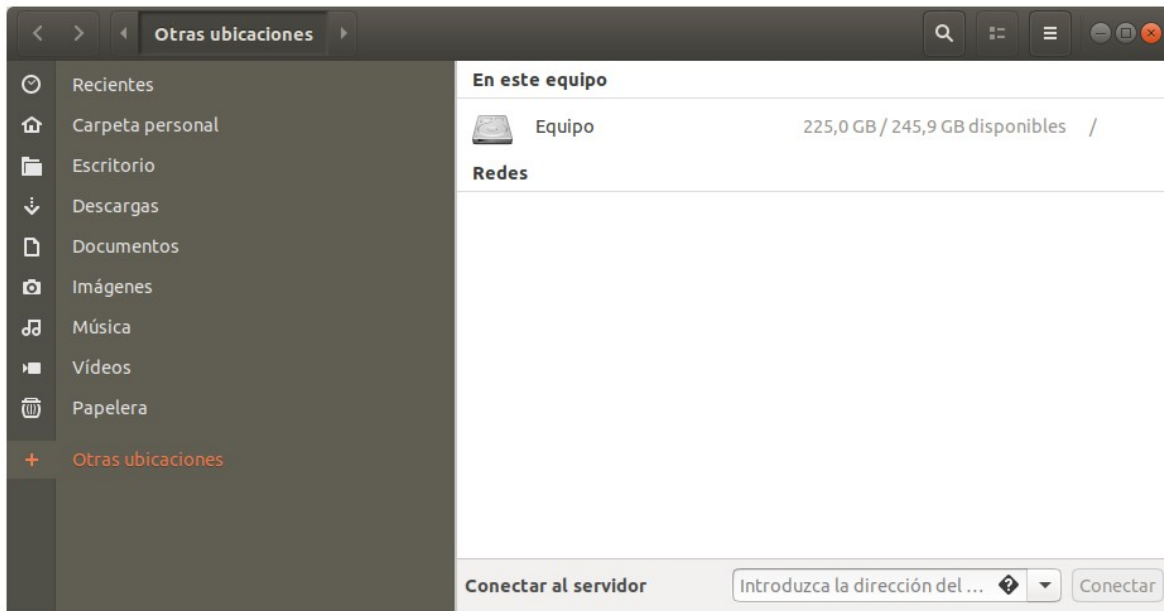 Otras ubicaciones
Recientes
Carpeta personal
Escritorio
Descargas
Documentos
Imágenes
Música
Vídeos
Papelera
Otras ubicaciones
En este equipo
Equipo 225,0 GB / 245,9 GB disponibles /
Redes
Conectar al servidor Introduzca la dirección del ... Conectar